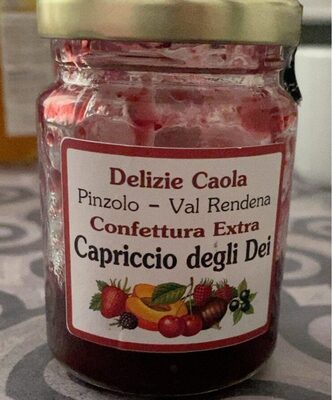 Delizie Caola
Pinzolo – Val Rendena
Confettura Extra
Capriccio degli Dei